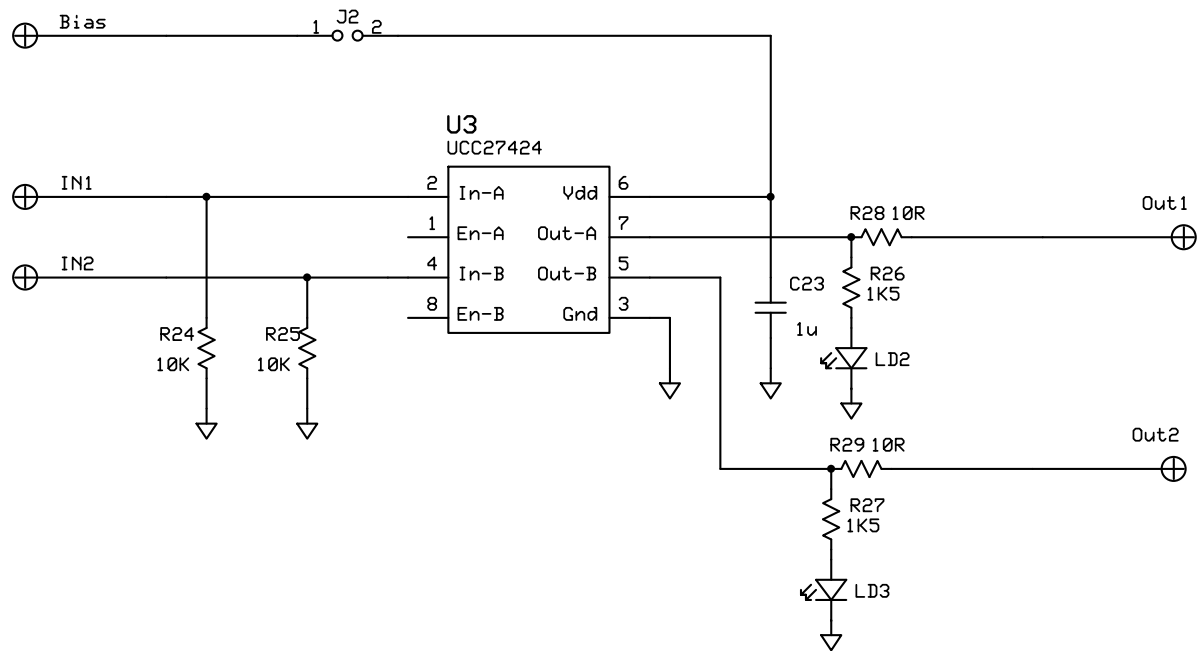 Bias
1 J2 2
U3
UCC27424
IN1
2 In-A Vdd 6
1 En-A Out-A 7
IN2
4 In-B Out-B 5
8 En-B Gnd 3
R28 10R
Out1
R26
1K5
C23
1u
LD2
R24
10K
R25
10K
R29 10R
Out2
R27
1K5
LD3